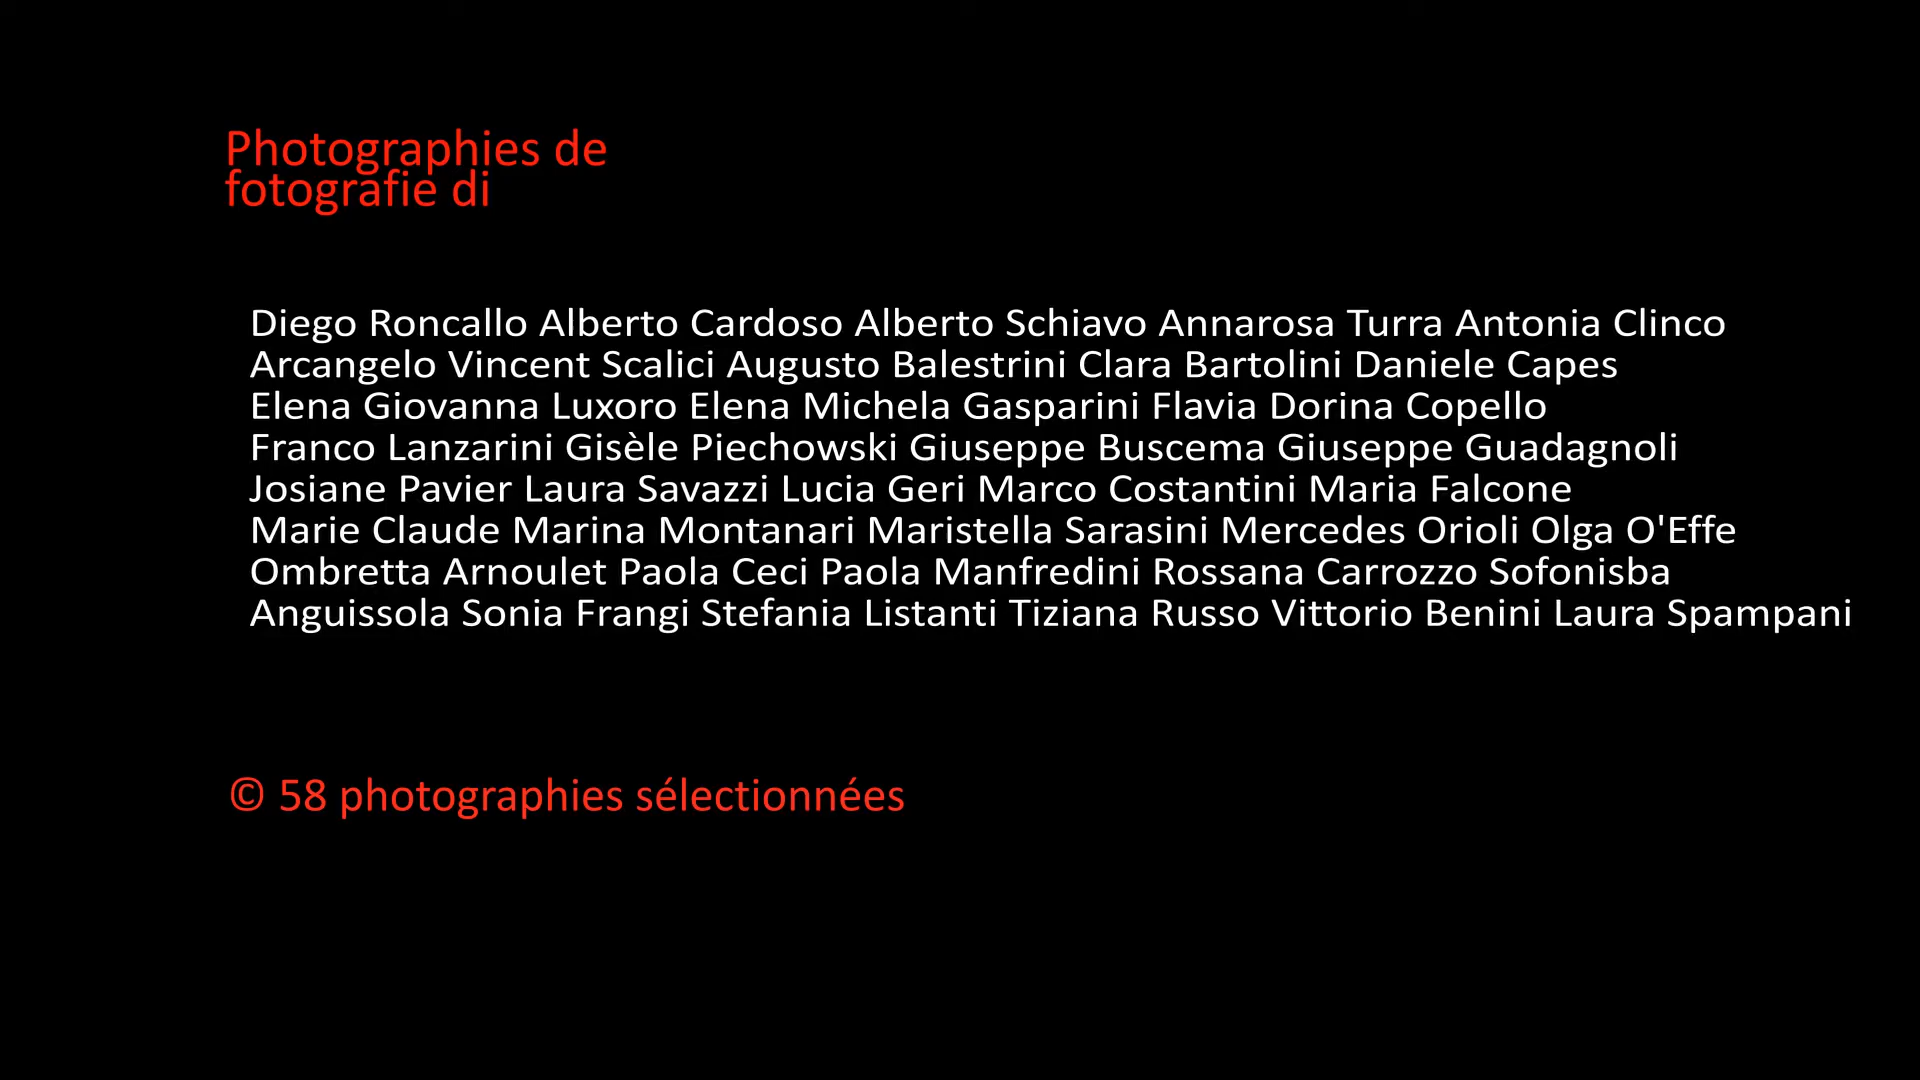 Photographies de
fotografie di
Diego Roncallo Alberto Cardoso Alberto Schiavo Annarosa Turra Antonia Clinco
Arcangelo Vincent Scalici Augusto Balestrini Clara Bartolini Daniele Capes
Elena Giovanna Luxoro Elena Michela Gasparini Flavia Dorina Copello
Franco Lanzarini Gisèle Piechowski Giuseppe Buscema Giuseppe Guadagnoli
Josiane Pavier Laura Savazzi Lucia Geri Marco Costantini Maria Falcone
Marie Claude Marina Montanari Maristella Sarasini Mercedes Orioli Olga O'Effe
Ombretta Arnoulet Paola Ceci Paola Manfredini Rossana Carrozzo Sofonisba
Anguissola Sonia Frangi Stefania Listanti Tiziana Russo Vittorio Benini Laura Spampani
© 58 photographies sélectionnées